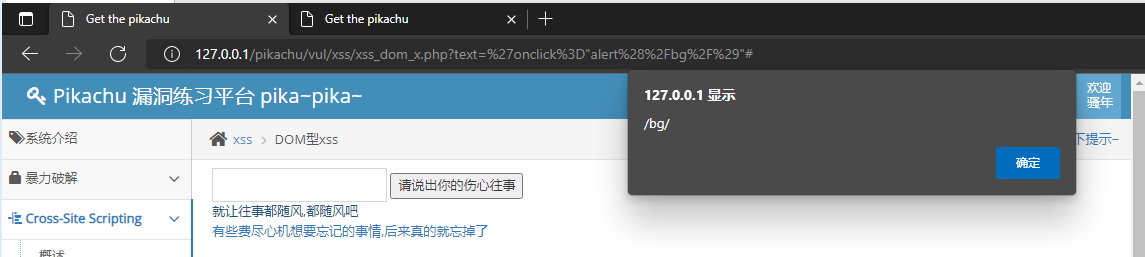 Get the pikachu
Get the pikachu
127.0.0.1/pikachu/vul/xss/xss_dom_x.php?text=%27onclick%3D"alert%28%2Fbg%2F%29"#
Pikachu 漏洞练习平台 pika~pika~
欢迎
骚年
127.0.0.1 显示
/bg/
确定
系统介绍
xss
DOM型xss
下提示~
暴力破解
请说出你的伤心往事
就让往事都随风,都随风吧
Cross-Site Scripting
有些费尽心机想要忘记的事情,后来真的就忘掉了
概述